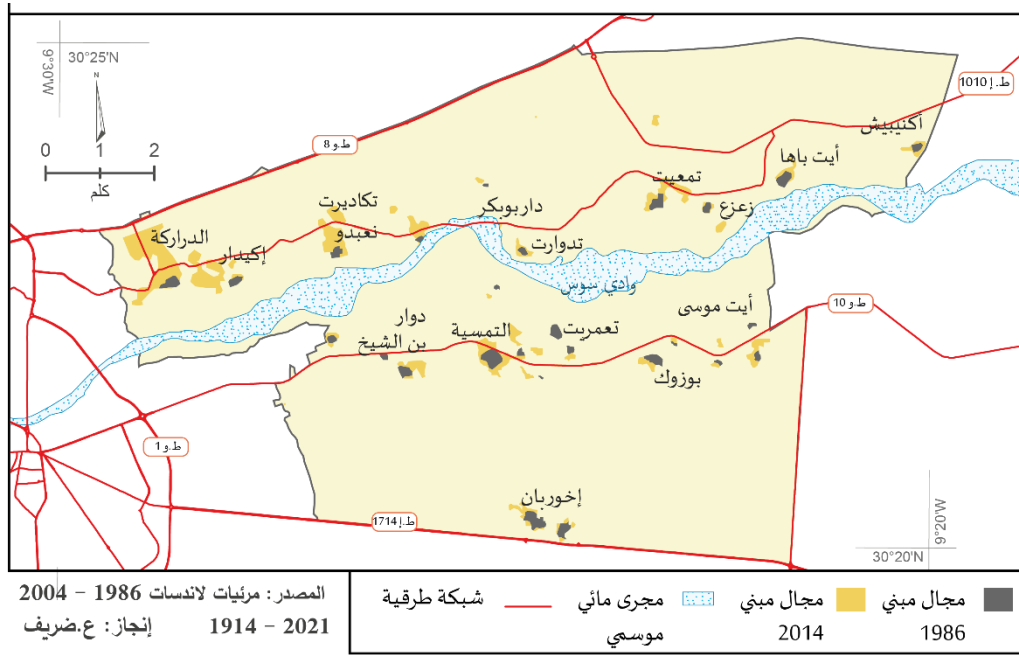 30°25'N
9°30'W
N
0 1 2
كلم
ط.و 8
ط.إ 1010
أكنيبيش
أيت باها
تمعيت
زعزع
داربوبكر
تكاديرت
نعبدو
الدراركة
إكيدار
تدوارت
وادي سوس
أيت موسى
ط.و 10
تعمريت
التمسية
دوار
بن الشيخ
بوزوك
ط.و 1
إخوربان
ط.إ 1714
9°20'W
30°20'N
مجال مبني
1986
مجال مبني
2014
مجرى مائي
موسمي
شبكة طرقية
المصدر: مرئيات لاندسات 1986 - 2004
1914 - 2021 إنجاز: ع.ضريف